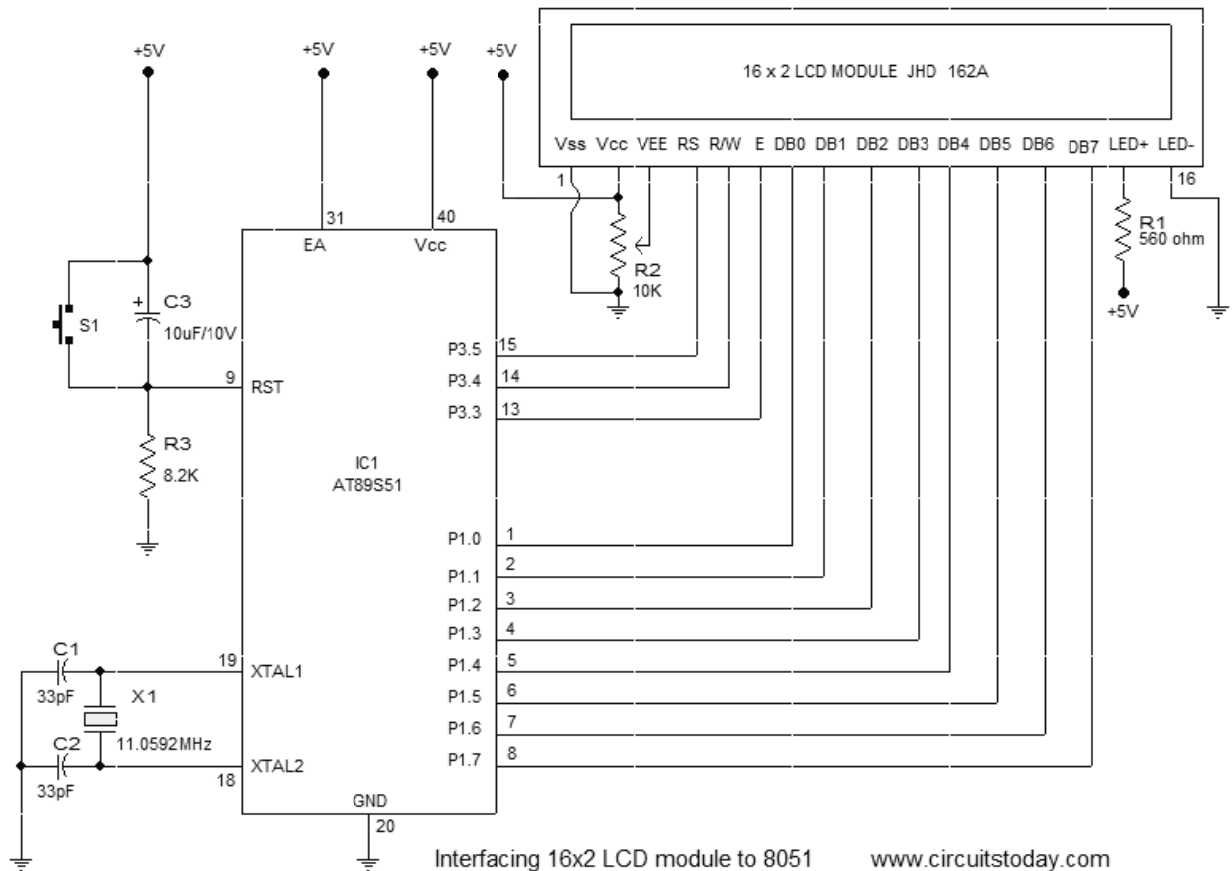 +5V
+5V
+5V
+5V
16 x 2 LCD MODULE JHD 162A
Vss Vcc VEE RS R/W E DB0 DB1 DB2 DB3 DB4 DB5 DB6 DB7 LED+ LED-
1
16
R1
560 ohm
+5V
R2
10K
31
EA
40
Vcc
S1
+
C3
10uF/10V
9
RST
R3
8.2K
IC1
AT89S51
P3.5 15
P3.4 14
P3.3 13
P1.0 1
P1.1 2
P1.2 3
P1.3 4
P1.4 5
P1.5 6
P1.6 7
P1.7 8
C1
33pF
X1
11.0592MHz
C2
33pF
19
XTAL1
18
XTAL2
GND
20
Interfacing 16x2 LCD module to 8051
www.circuitstoday.com